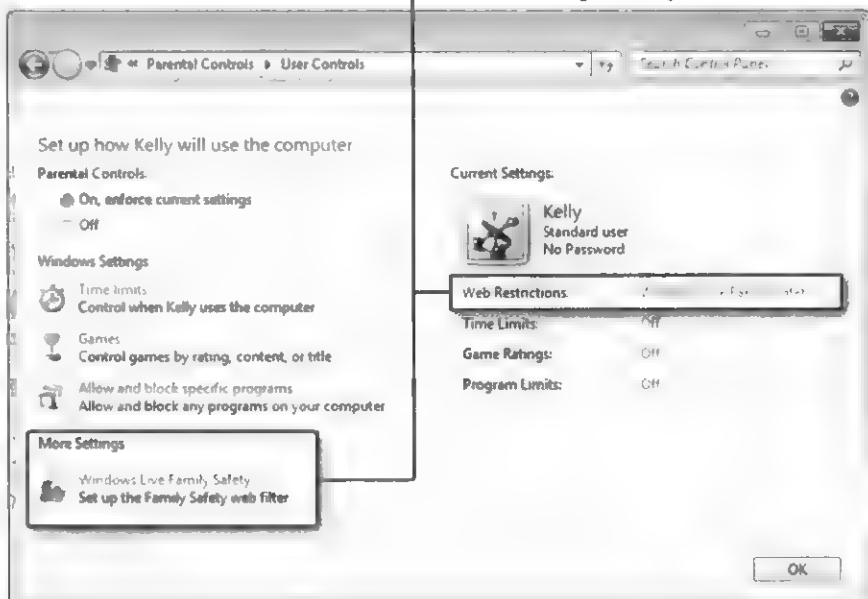 « Parental Controls ▸ User Controls
Search Control Panel
Set up how Kelly will use the computer
Parental Controls:
On, enforce current settings
Off
Windows Settings
Time limits
Control when Kelly uses the computer
Games
Control games by rating, content, or title
Allow and block specific programs
Allow and block any programs on your computer
More Settings
Windows Live Family Safety
Set up the Family Safety web filter
Current Settings:
Kelly
Standard user
No Password
Web Restrictions:
Time Limits: Off
Game Ratings: Off
Program Limits: Off
OK